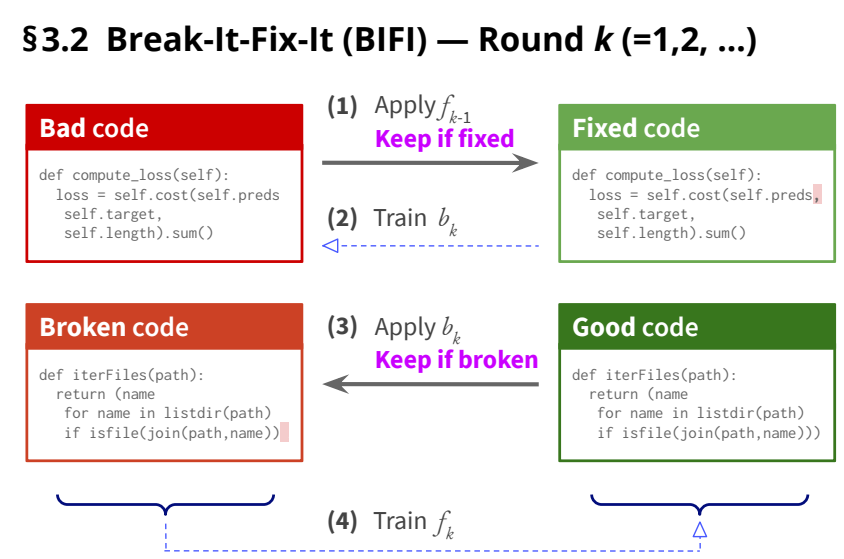 §3.2 Break-It-Fix-It (BIFI) — Round k (=1,2, ...)
Bad code
def compute_loss(self):
  loss = self.cost(self.preds
   self.target,
   self.length).sum()
(1) Apply f_{k-1}
Keep if fixed
(2) Train b_k
Fixed code
def compute_loss(self):
  loss = self.cost(self.preds,
   self.target,
   self.length).sum()
Broken code
def iterFiles(path):
  return (name
   for name in listdir(path)
   if isfile(join(path,name))
(3) Apply b_k
Keep if broken
Good code
def iterFiles(path):
  return (name
   for name in listdir(path)
   if isfile(join(path,name)))
(4) Train f_k